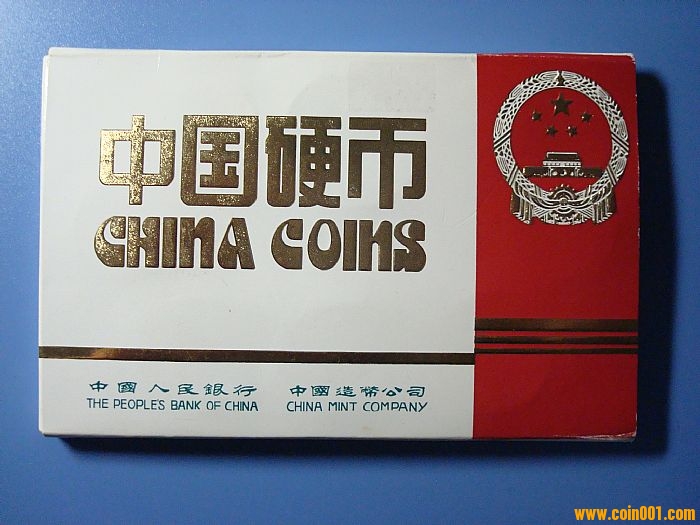 中国硬币
CHINA COINS
中國人民銀行 中國造幣公司
THE PEOPLE'S BANK OF CHINA CHINA MINT COMPANY
www.coin001.com